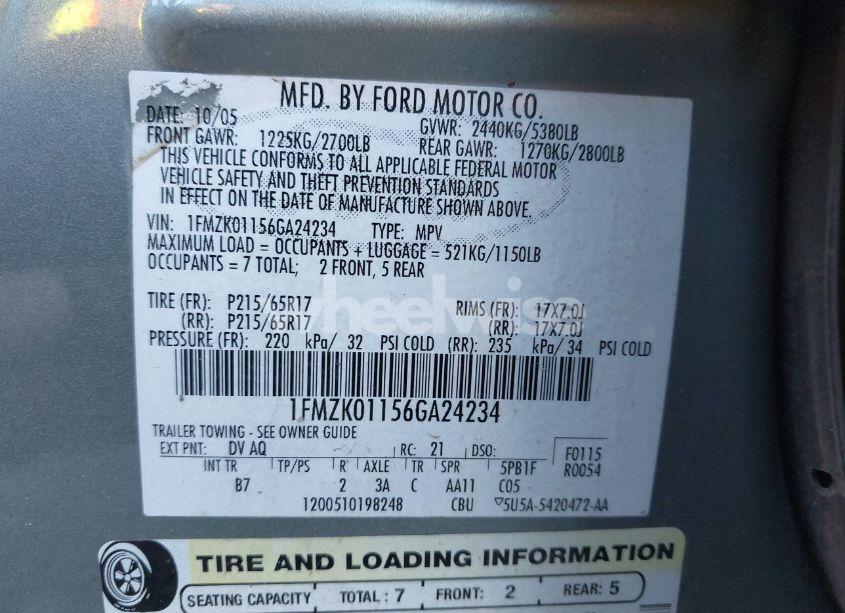 MFD. BY FORD MOTOR CO.
DATE: 10/05 GVWR: 2440KG/5380LB
FRONT GAWR: 1225KG/2700LB REAR GAWR: 1270KG/2800LB
THIS VEHICLE CONFORMS TO ALL APPLICABLE FEDERAL MOTOR
VEHICLE SAFETY AND THEFT PREVENTION STANDARDS
IN EFFECT ON THE DATE OF MANUFACTURE SHOWN ABOVE.
VIN: 1FMZK01156GA24234 TYPE: MPV
MAXIMUM LOAD = OCCUPANTS + LUGGAGE = 521KG/1150LB
OCCUPANTS = 7 TOTAL; 2 FRONT, 5 REAR
TIRE (FR): P215/65R17 RIMS (FR): 17X7.0J
(RR): P215/65R17 (RR): 17X7.0J
wheelwise
PRESSURE (FR): 220 kPa/ 32 PSI COLD (RR): 235 kPa/ 34 PSI COLD
1FMZK01156GA24234
TRAILER TOWING - SEE OWNER GUIDE
EXT PNT: DV AQ RC: 21 DSO: F0115
INT TR TP/PS R AXLE TR SPR 5PB1F R0054
B7 2 3A C AA11 C05
1200510198248 CBU 5U5A-5420472-AA
TIRE AND LOADING INFORMATION
SEATING CAPACITY TOTAL: 7 FRONT: 2 REAR: 5